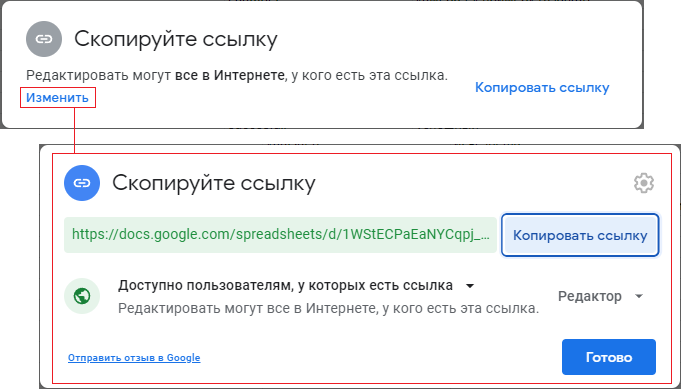 Скопируйте ссылку
Редактировать могут все в Интернете, у кого есть эта ссылка.
Изменить
Копировать ссылку
Скопируйте ссылку
https://docs.google.com/spreadsheets/d/1WStECPaEaNYCqpj_...
Копировать ссылку
Доступно пользователям, у которых есть ссылка
Редактировать могут все в Интернете, у кого есть эта ссылка.
Редактор
Отправить отзыв в Google
Готово